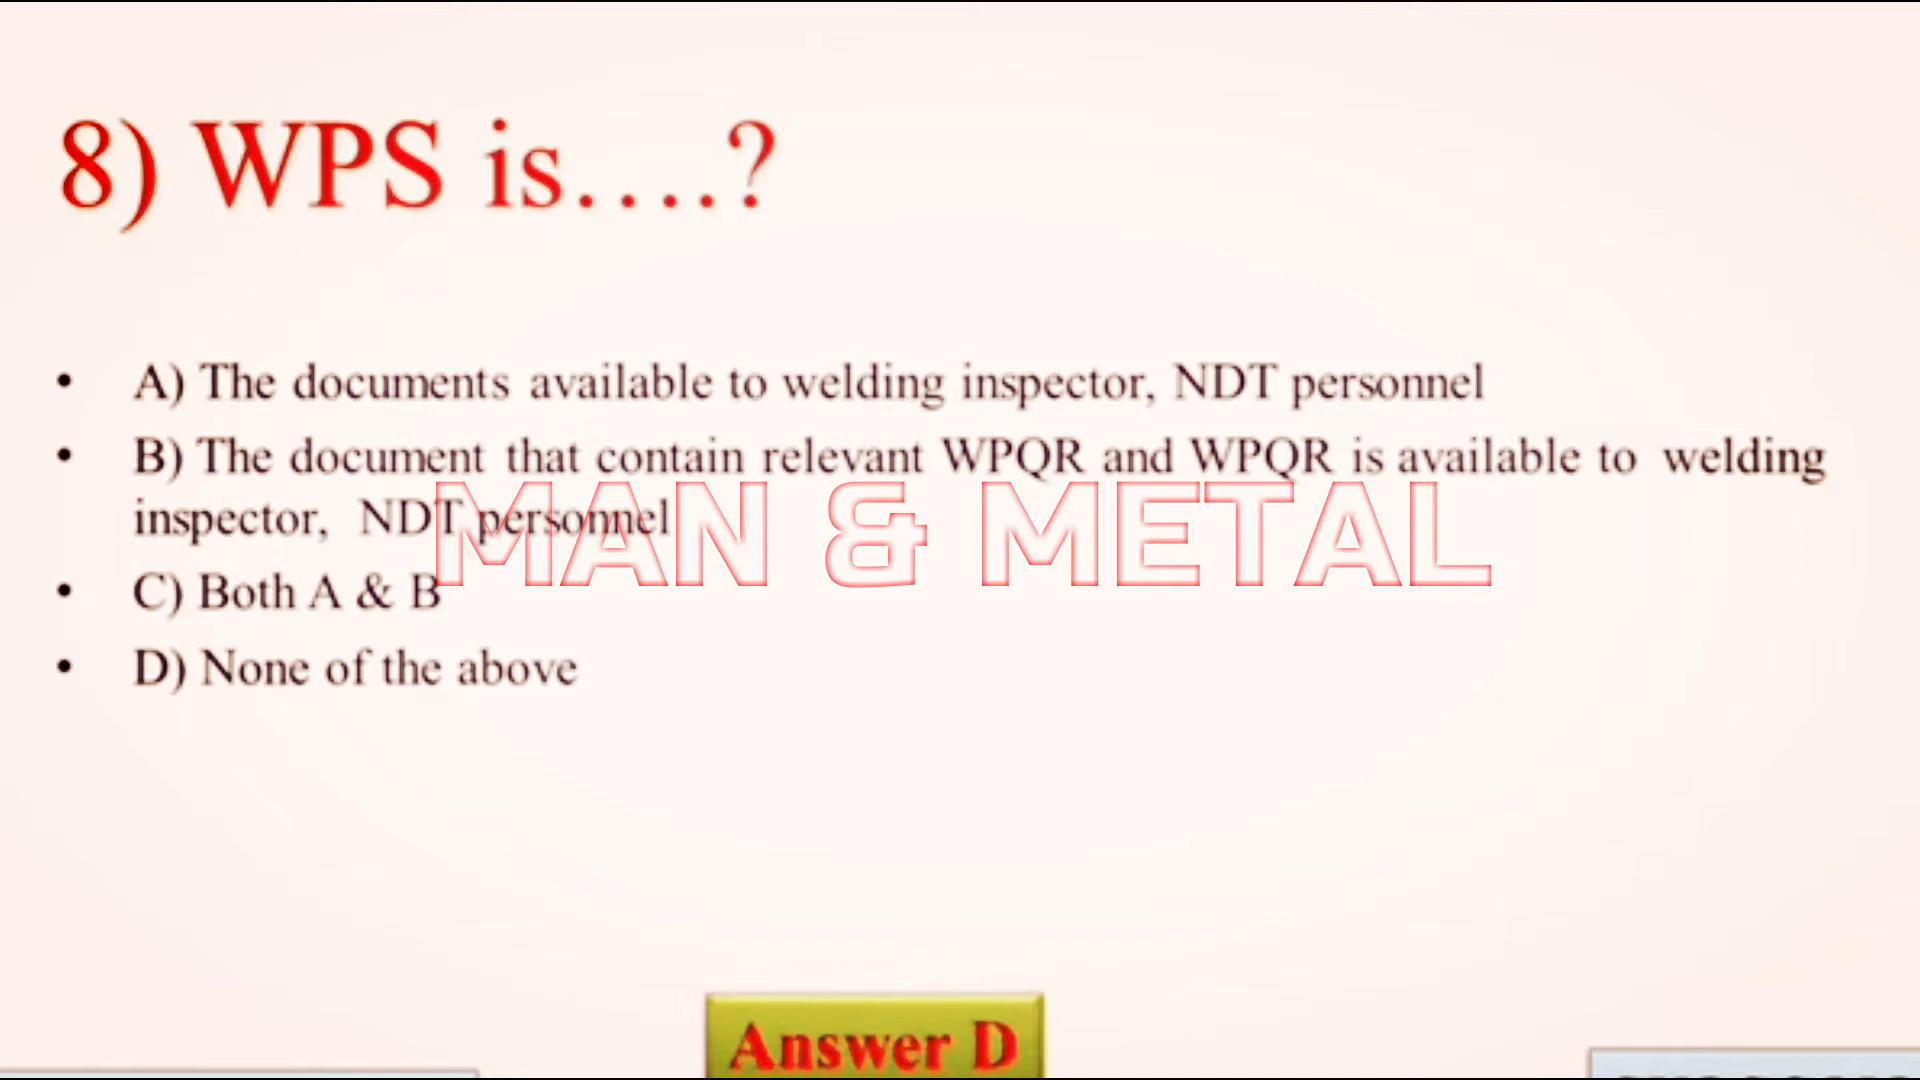 8) WPS is....?
• A) The documents available to welding inspector, NDT personnel
• B) The document that contain relevant WPQR and WPQR is available to welding
inspector, NDT personnel
MAN & METAL
• C) Both A & B
• D) None of the above
Answer D